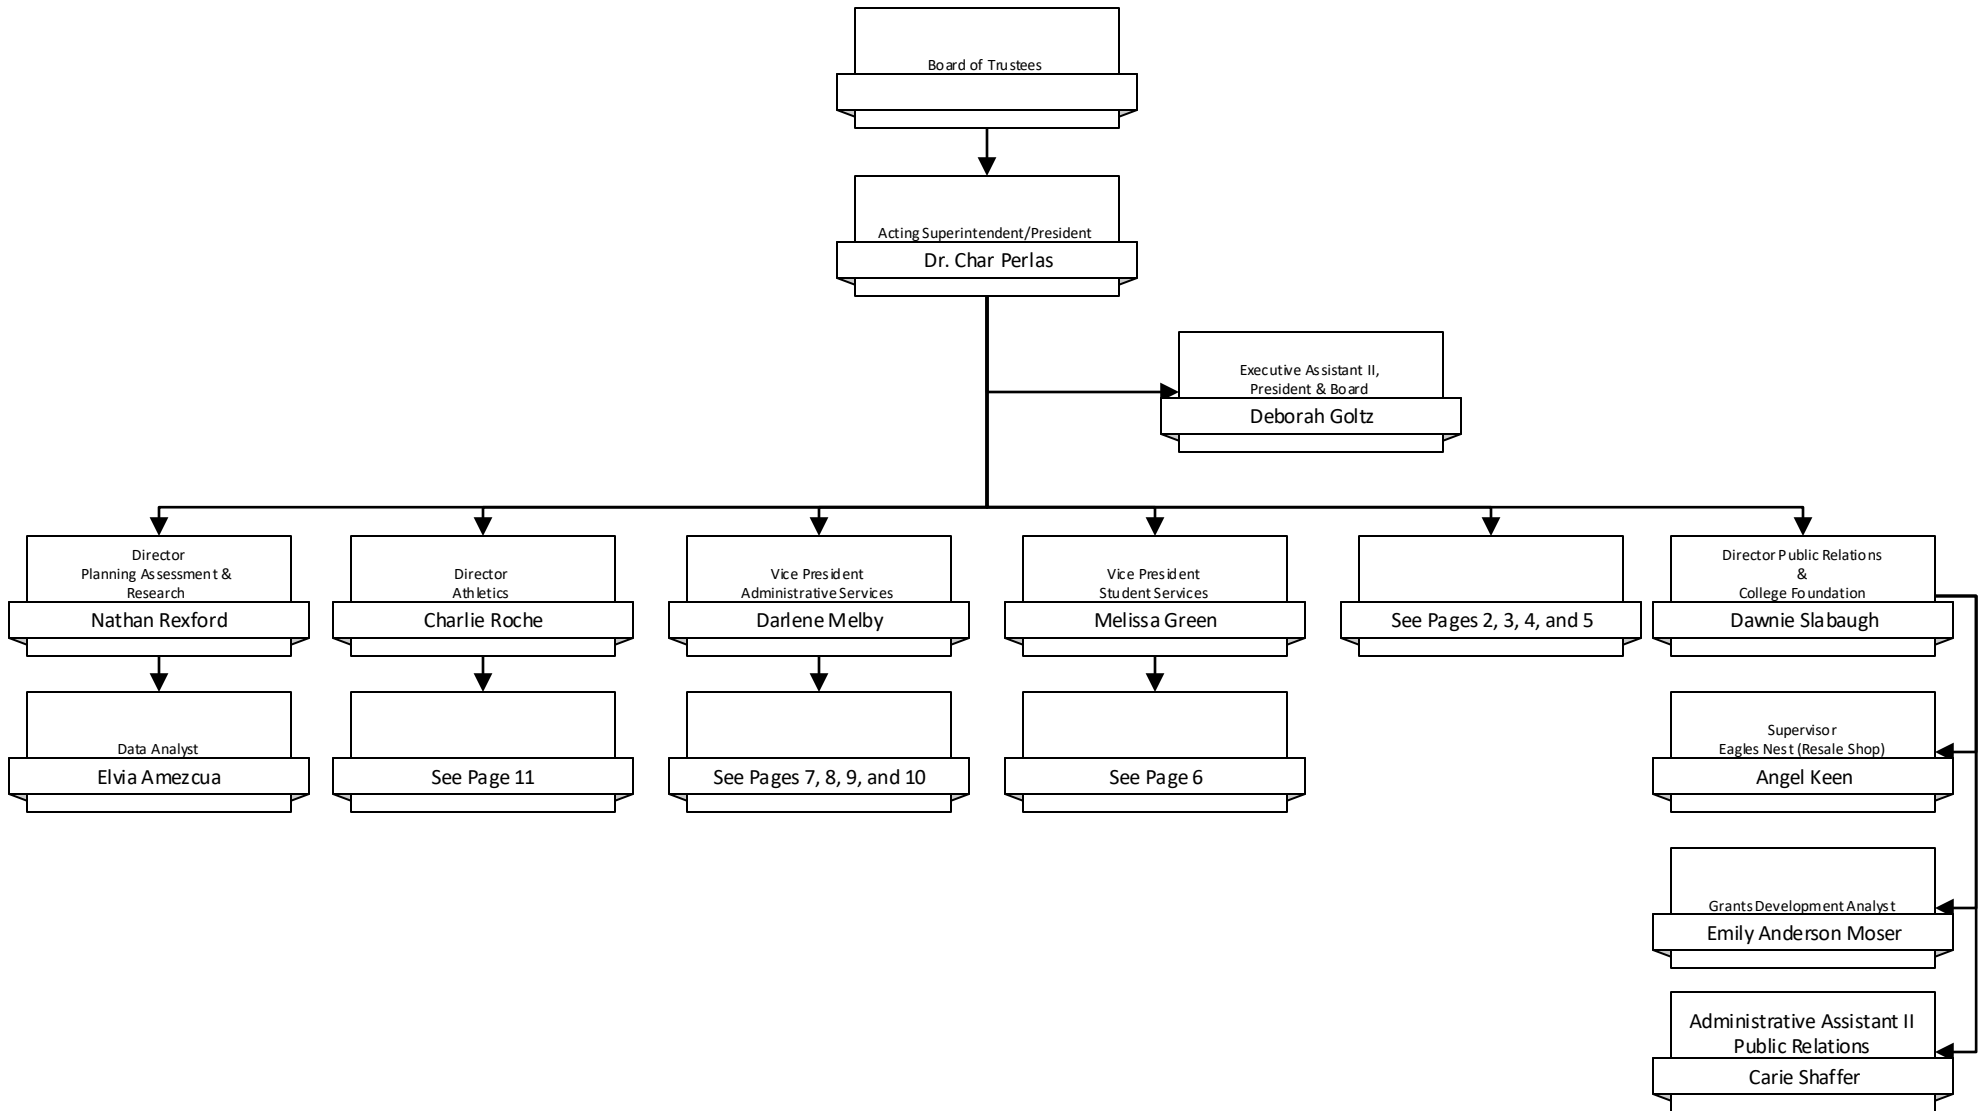 Board of Trustees
Acting Superintendent/President
Dr. Char Perlas
Executive Assistant II,
President & Board
Deborah Goltz
Director
Planning Assessment &
Research
Nathan Rexford
Director
Athletics
Charlie Roche
Vice President
Administrative Services
Darlene Melby
Vice President
Student Services
Melissa Green
See Pages 2, 3, 4, and 5
Director Public Relations
&
College Foundation
Dawnie Slabaugh
Data Analyst
Elvia Amezcua
See Page 11
See Pages 7, 8, 9, and 10
See Page 6
Supervisor
Eagles Nest (Resale Shop)
Angel Keen
Grants Development Analyst
Emily Anderson Moser
Administrative Assistant II
Public Relations
Carie Shaffer